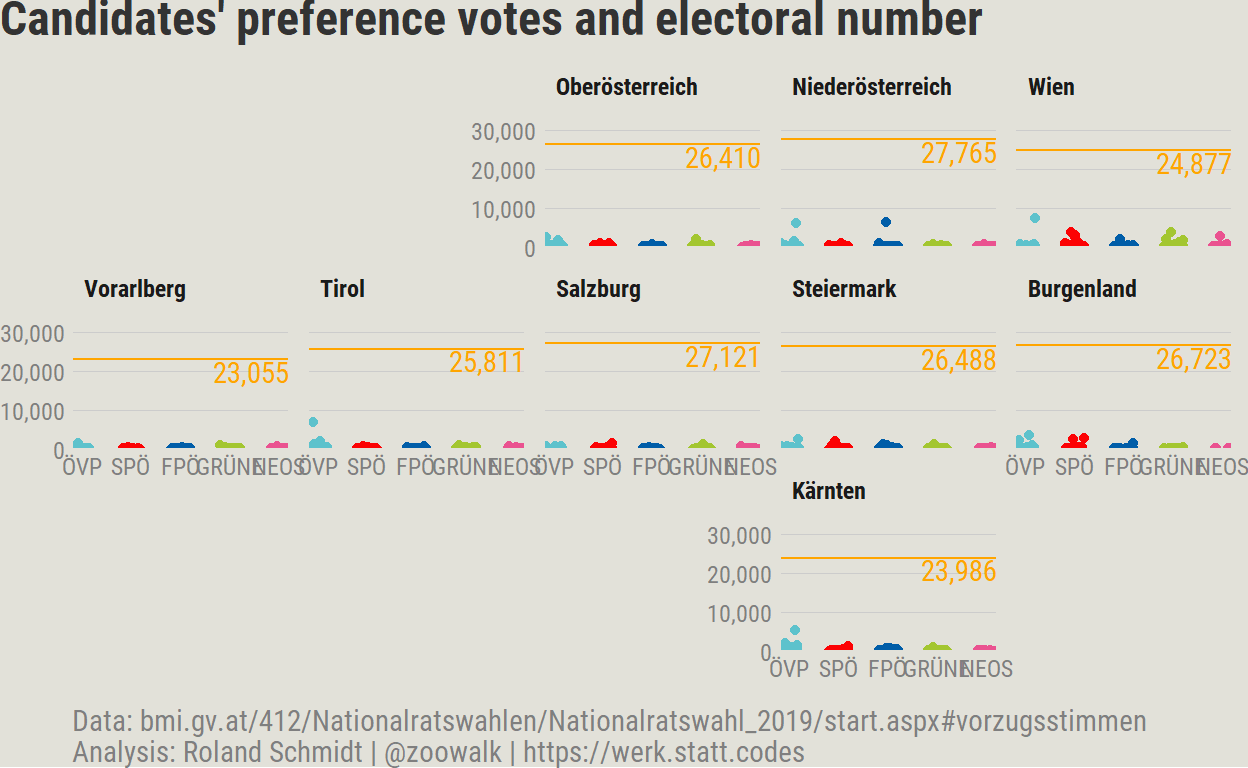 Candidates' preference votes and electoral number
Oberösterreich Niederösterreich Wien
30,000
26,410 27,765 24,877
20,000
10,000
0
Vorarlberg Tirol Salzburg Steiermark Burgenland
30,000
23,055 25,811 27,121 26,488 26,723
20,000
10,000
0
ÖVP SPÖ FPÖ GRÜNE NEOS ÖVP SPÖ FPÖ GRÜNE NEOS ÖVP SPÖ FPÖ GRÜNE NEOS ÖVP SPÖ FPÖ GRÜNE NEOS
Kärnten
30,000
23,986
20,000
10,000
0
ÖVP SPÖ FPÖ GRÜNE NEOS
Data: bmi.gv.at/412/Nationalratswahlen/Nationalratswahl_2019/start.aspx#vorzugsstimmen
Analysis: Roland Schmidt | @zoowalk | https://werk.statt.codes